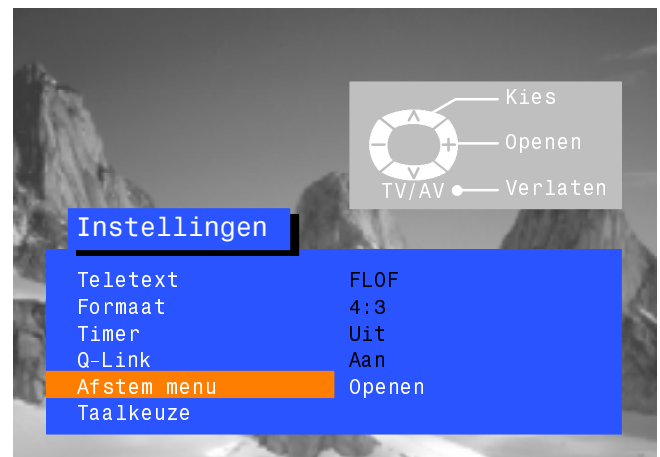 Kies
Openen
TV/AV Verlaten
Instellingen
Teletext FLOF
Formaat 4:3
Timer Uit
Q-Link Aan
Afstem menu Openen
Taalkeuze